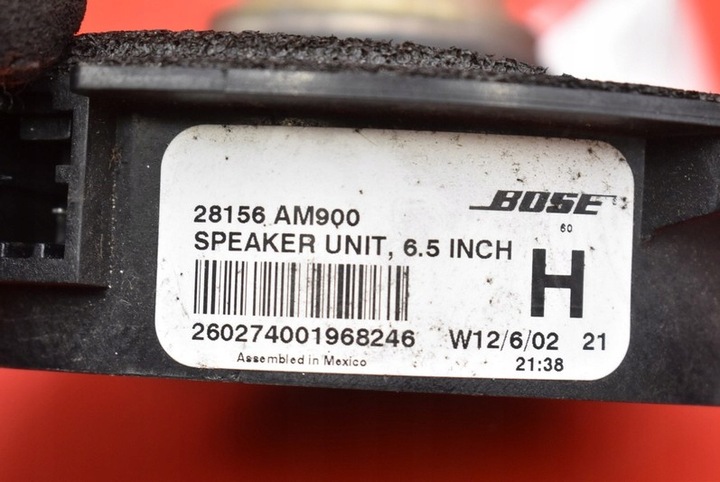 BOSE
60
28156 AM900
SPEAKER UNIT, 6.5 INCH
H
260274001968246 W12/6/02 21
Assembled in Mexico 21:38